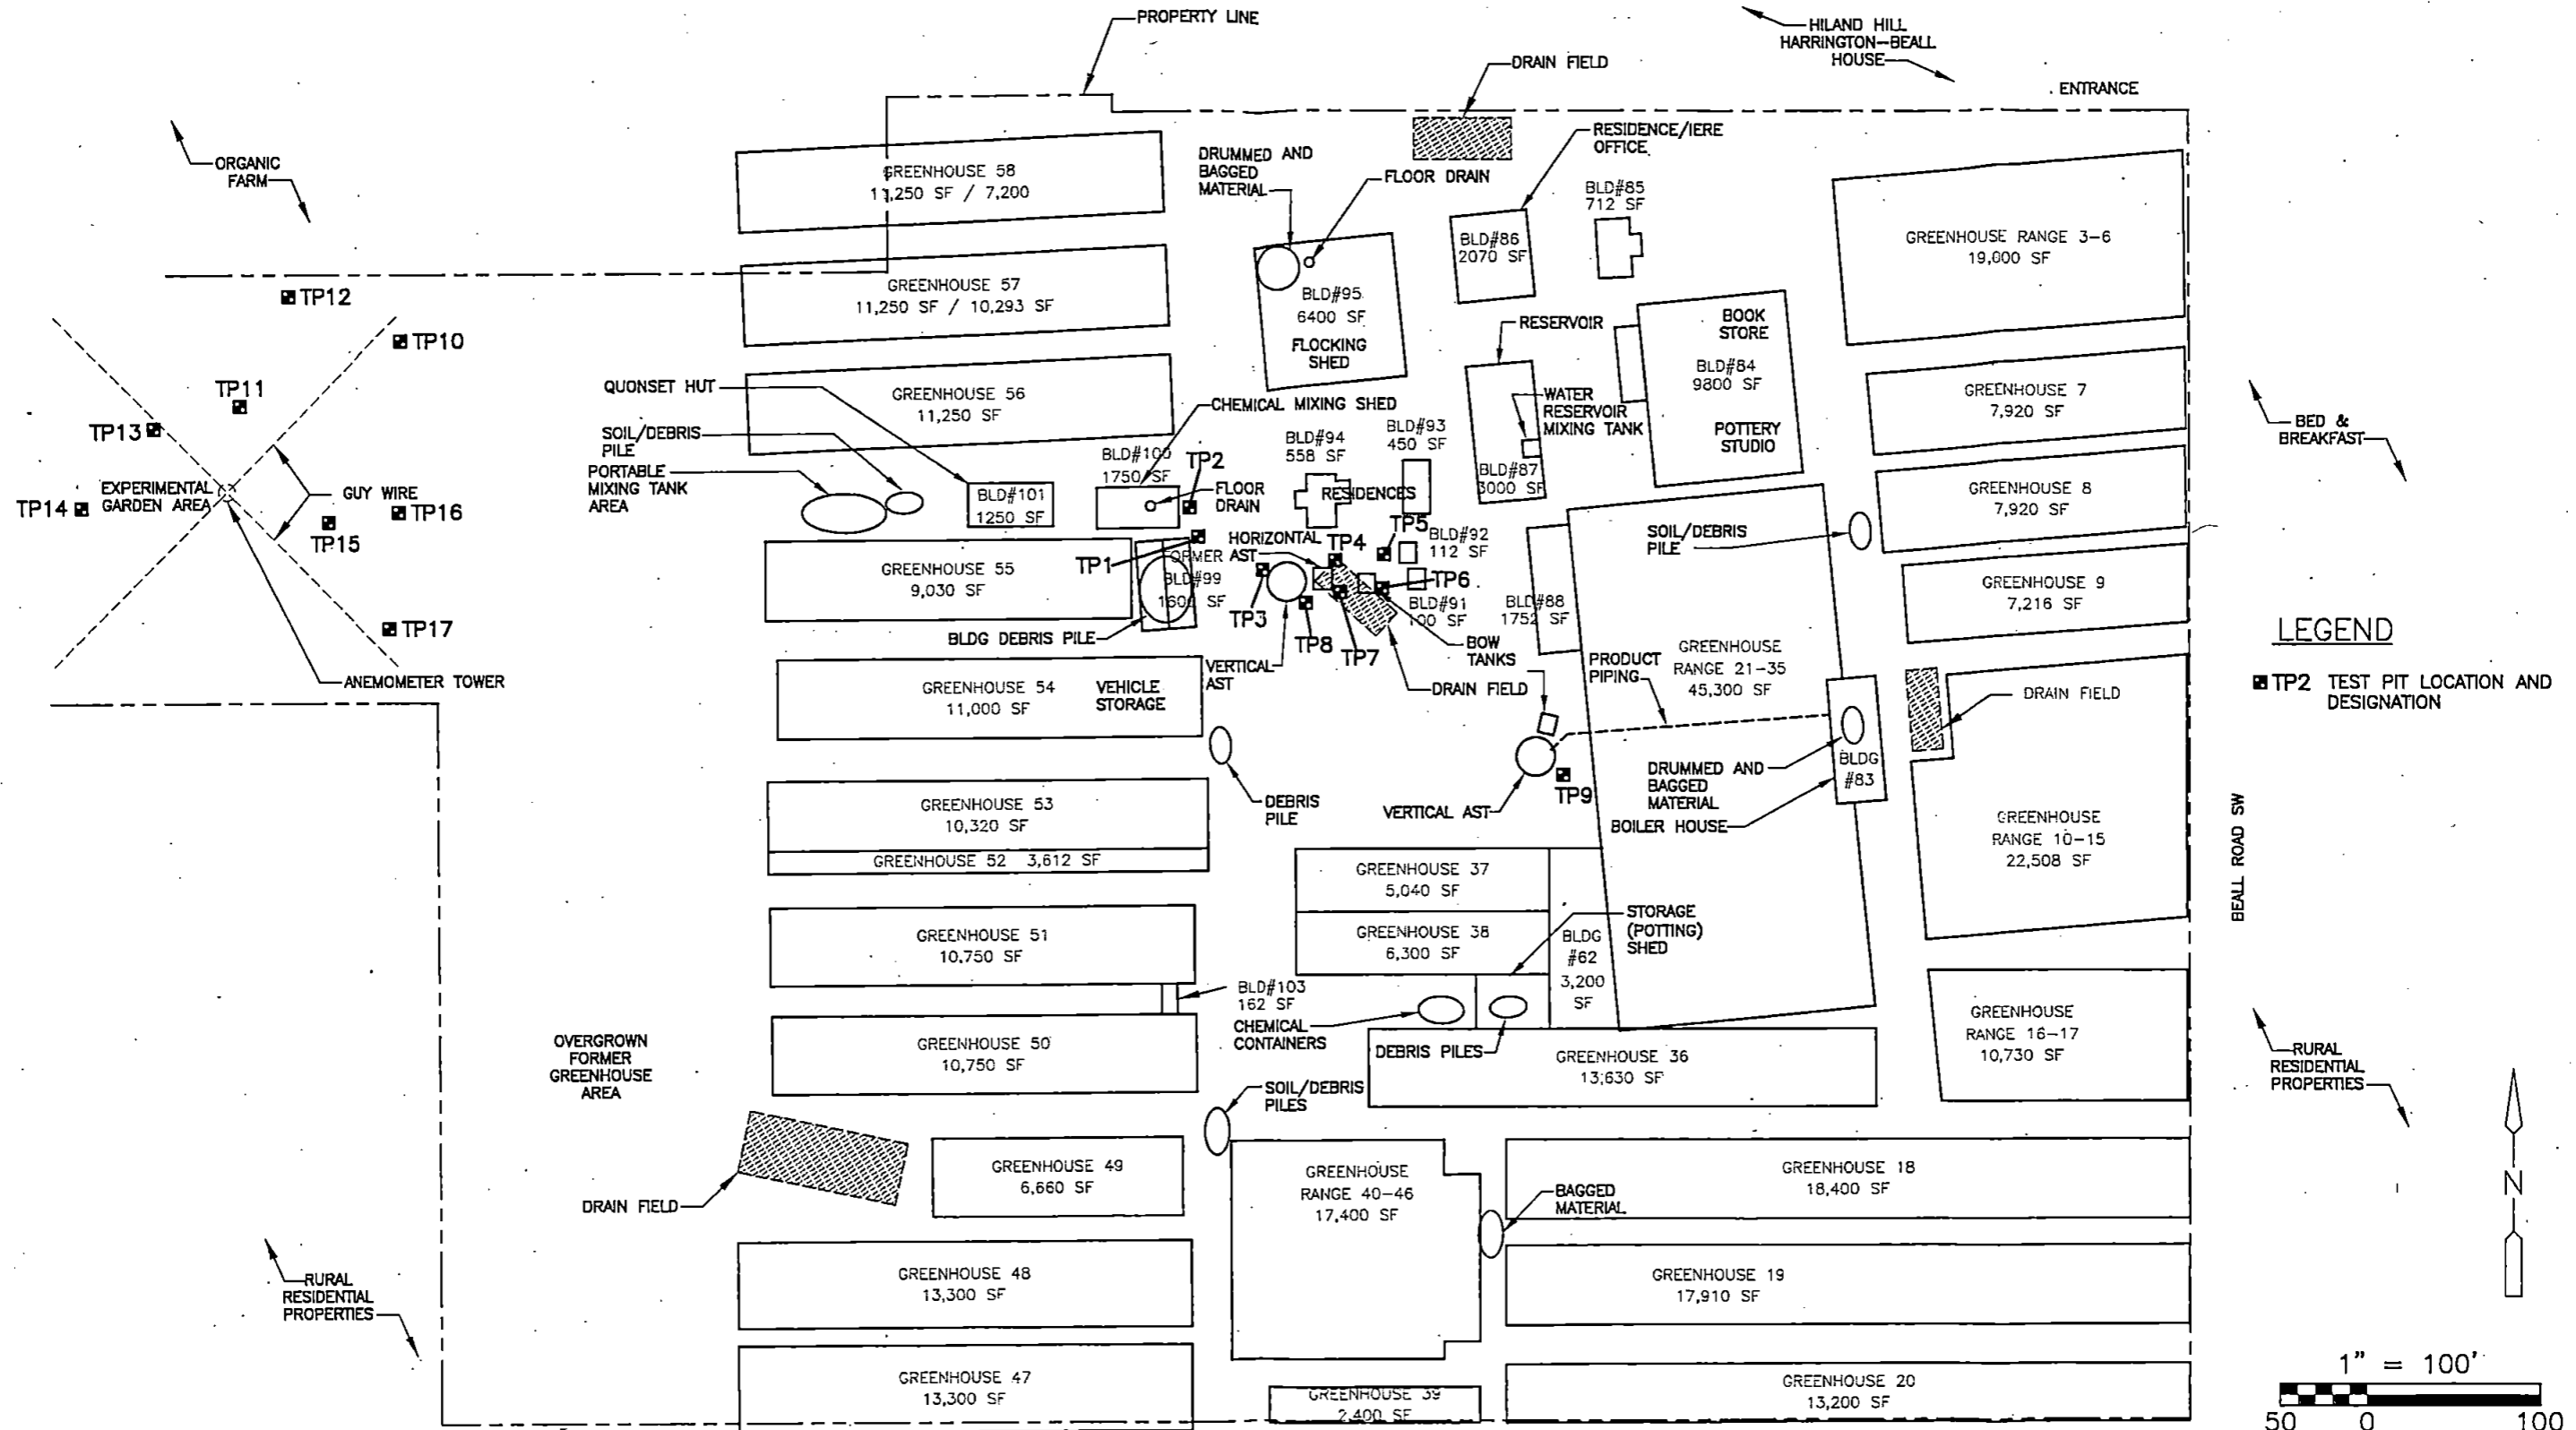 PROPERTY LINE
HILAND HILL
HARRINGTON-BEALL
HOUSE
ENTRANCE
DRAIN FIELD
ORGANIC
FARM
GREENHOUSE 58
11,250 SF / 7,200
DRUMMED AND
BAGGED
MATERIAL
FLOOR DRAIN
RESIDENCE/IERE
OFFICE
BLD#85
712 SF
BLD#86
2070 SF
GREENHOUSE RANGE 3-6
19,000 SF
TP12
TP10
TP11
TP13
TP14
TP16
TP15
TP17
EXPERIMENTAL
GARDEN AREA
GUY WIRE
ANEMOMETER TOWER
GREENHOUSE 57
11,250 SF / 10,293 SF
BLD#95
6400 SF
FLOCKING
SHED
RESERVOIR
BOOK
STORE
BLD#84
9800 SF
POTTERY
STUDIO
GREENHOUSE 7
7,920 SF
BED &
BREAKFAST
QUONSET HUT
GREENHOUSE 56
11,250 SF
CHEMICAL MIXING SHED
WATER
RESERVOIR
MIXING TANK
SOIL/DEBRIS
PILE
PORTABLE
MIXING TANK
AREA
BLD#101
1250 SF
BLD#100
1750 SF
TP2
FLOOR
DRAIN
BLD#94
558 SF
BLD#93
450 SF
RESIDENCES
BLD#87
3000 SF
GREENHOUSE 8
7,920 SF
SOIL/DEBRIS
PILE
GREENHOUSE 55
9,030 SF
TP1
FORMER
BLD#99
1600 SF
HORIZONTAL
AST
TP4
TP5
BLD#92
112 SF
TP3
TP6
BLD#91
100 SF
BLD#88
1752 SF
GREENHOUSE 9
7,216 SF
BLDG DEBRIS PILE
VERTICAL
AST
TP8
TP7
BOW
TANKS
DRAIN FIELD
PRODUCT
PIPING
GREENHOUSE
RANGE 21-35
45,300 SF
DRAIN FIELD
LEGEND
TP2 TEST PIT LOCATION AND
DESIGNATION
GREENHOUSE 54
11,000 SF
VEHICLE
STORAGE
DEBRIS
PILE
VERTICAL AST
TP9
DRUMMED AND
BAGGED
MATERIAL
BOILER HOUSE
BLDG
#83
GREENHOUSE
RANGE 10-15
22,508 SF
BEALL ROAD SW
GREENHOUSE 53
10,320 SF
GREENHOUSE 52 3,612 SF
GREENHOUSE 37
5,040 SF
GREENHOUSE 38
6,300 SF
BLDG
#62
3,200
SF
STORAGE
(POTTING)
SHED
GREENHOUSE 51
10,750 SF
BLD#103
162 SF
CHEMICAL
CONTAINERS
DEBRIS PILES
GREENHOUSE
RANGE 16-17
10,730 SF
RURAL
RESIDENTIAL
PROPERTIES
OVERGROWN
FORMER
GREENHOUSE
AREA
GREENHOUSE 50
10,750 SF
GREENHOUSE 36
13,630 SF
SOIL/DEBRIS
PILES
DRAIN FIELD
GREENHOUSE 49
6,660 SF
GREENHOUSE
RANGE 40-46
17,400 SF
BAGGED
MATERIAL
GREENHOUSE 18
18,400 SF
N
RURAL
RESIDENTIAL
PROPERTIES
GREENHOUSE 48
13,300 SF
GREENHOUSE 19
17,910 SF
GREENHOUSE 47
13,300 SF
GREENHOUSE 39
2,400 SF
GREENHOUSE 20
13,200 SF
1" = 100'
50 0 100